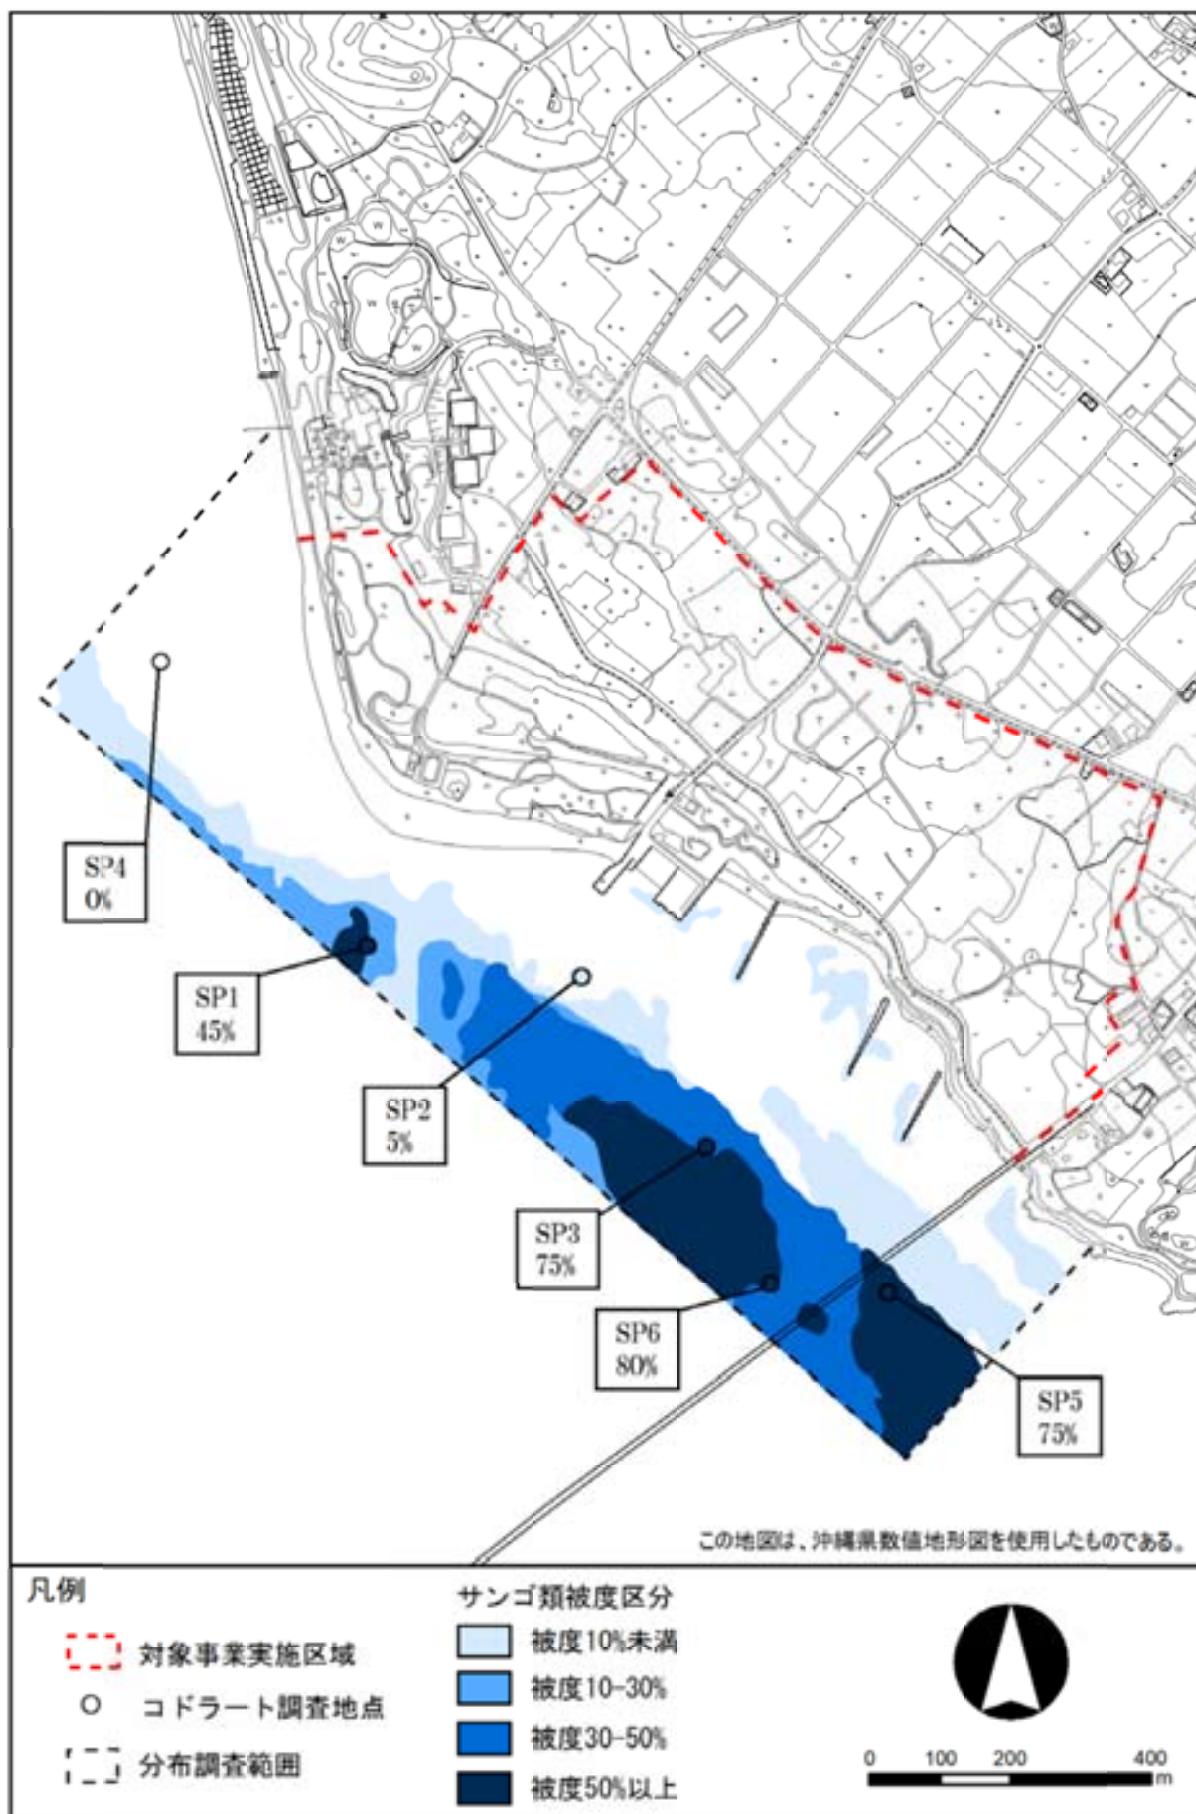 SP4
0%
SP1
45%
SP2
5%
SP3
75%
SP6
80%
SP5
75%
この地図は、沖縄県数値地形図を使用したものである。
凡例
対象事業実施区域
コドラート調査地点
分布調査範囲
サンゴ類被度区分
被度10%未満
被度10-30%
被度30-50%
被度50%以上
0 100 200 400
m